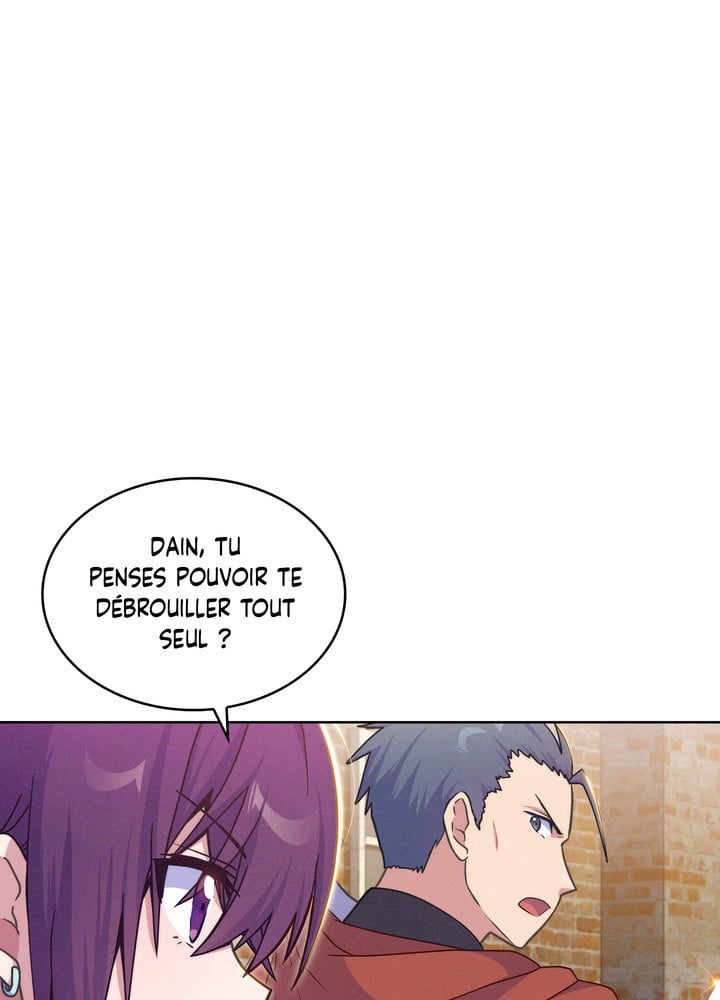 DAIN, TU
PENSES POUVOIR TE
DÉBROUILLER TOUT
SEUL ?